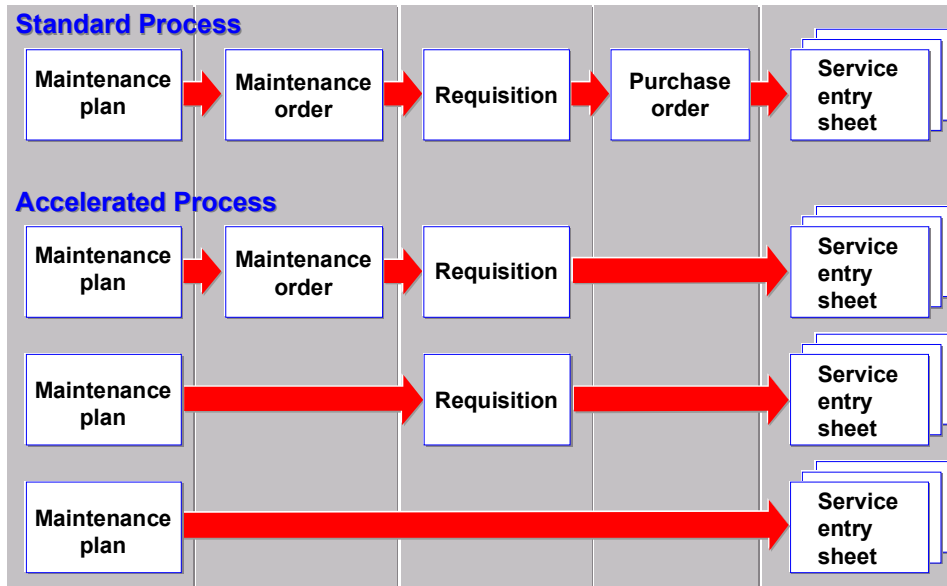 Standard Process
Maintenance
plan
Maintenance
order
Requisition
Purchase
order
Service
entry
sheet
Accelerated Process
Maintenance
plan
Maintenance
order
Requisition
Service
entry
sheet
Maintenance
plan
Requisition
Service
entry
sheet
Maintenance
plan
Service
entry
sheet